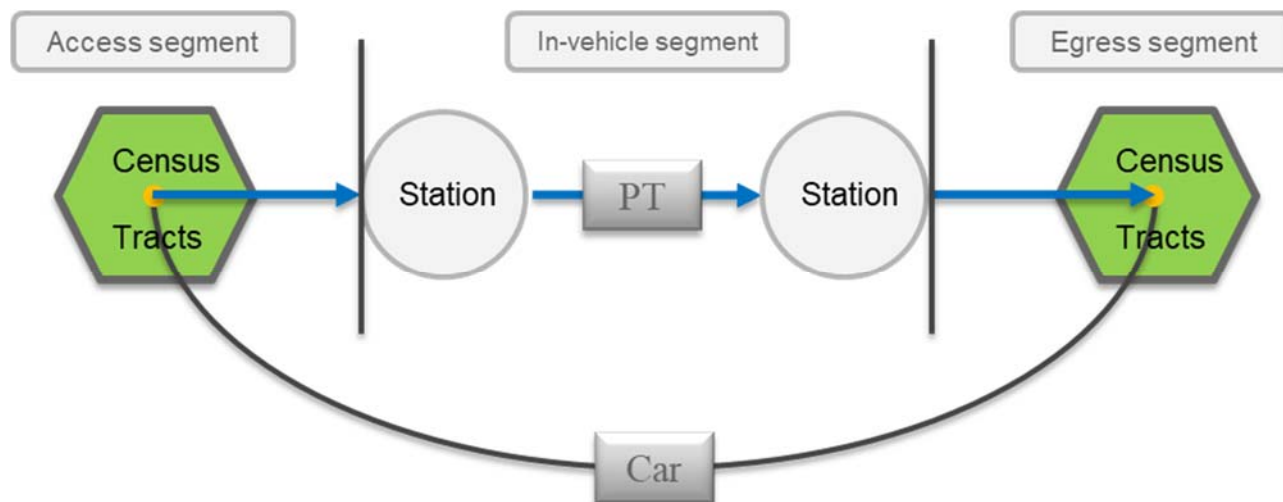 Access segment
In-vehicle segment
Egress segment
Census
Tracts
Station
PT
Station
Census
Tracts
Car